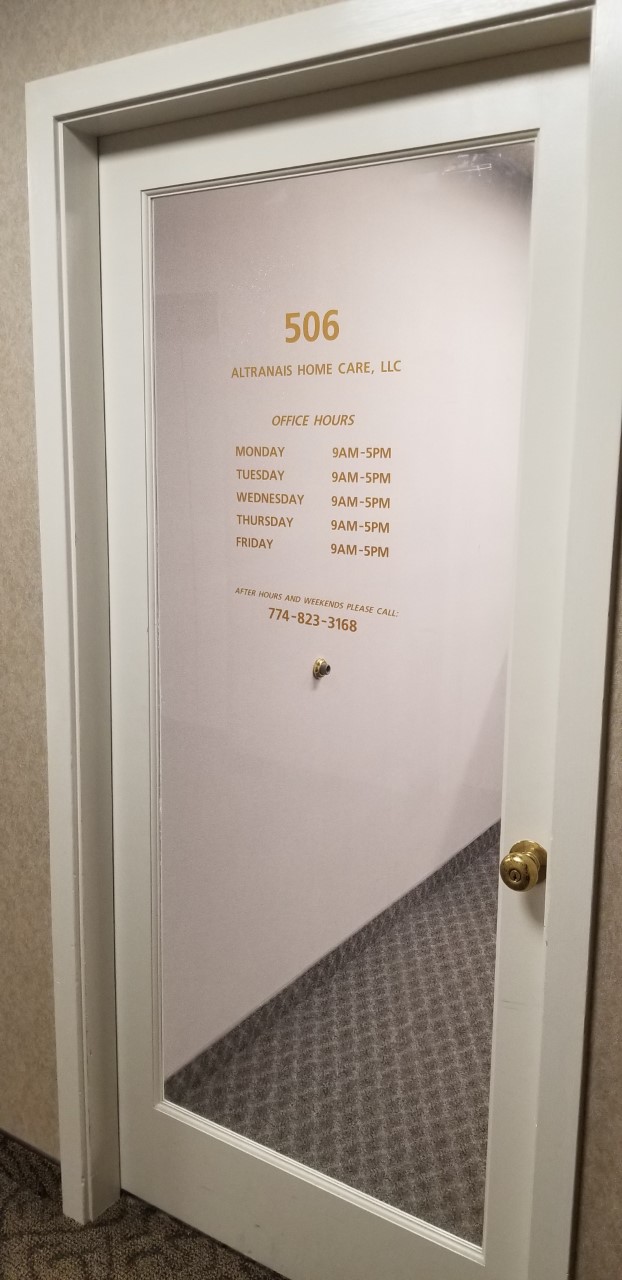 506
ALTRANAIS HOME CARE, LLC
OFFICE HOURS
MONDAY 9AM-5PM
TUESDAY 9AM-5PM
WEDNESDAY 9AM-5PM
THURSDAY 9AM-5PM
FRIDAY 9AM-5PM
AFTER HOURS AND WEEKENDS PLEASE CALL:
774-823-3168